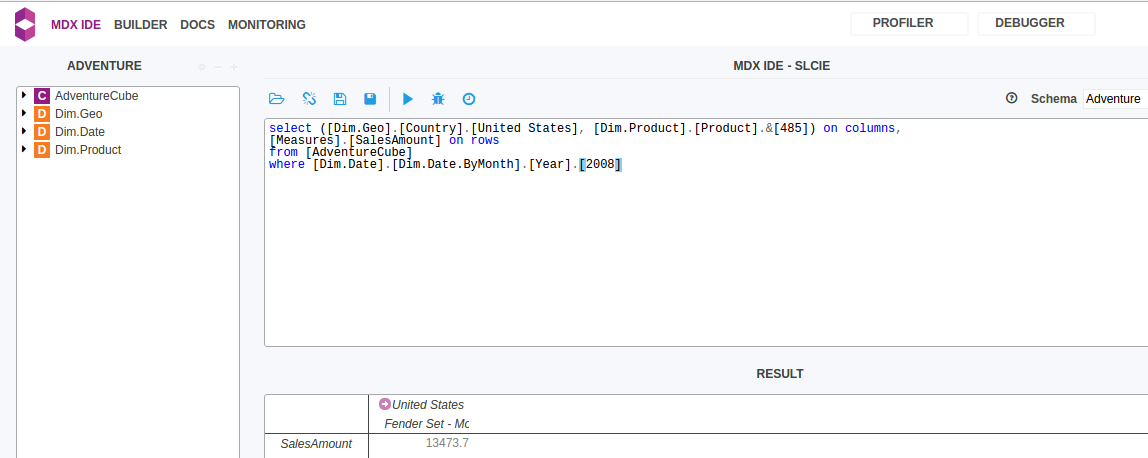 MDX IDE BUILDER DOCS MONITORING PROFILER DEBUGGER
ADVENTURE
MDX IDE - SLCIE
C AdventureCube
D Dim.Geo
D Dim.Date
D Dim.Product
Schema Adventure
select ([Dim.Geo].[Country].[United States], [Dim.Product].[Product].&[485]) on columns,
[Measures].[SalesAmount] on rows
from [AdventureCube]
where [Dim.Date].[Dim.Date.ByMonth].[Year].[2008]
RESULT
United States
Fender Set - Mo
SalesAmount 13473.7